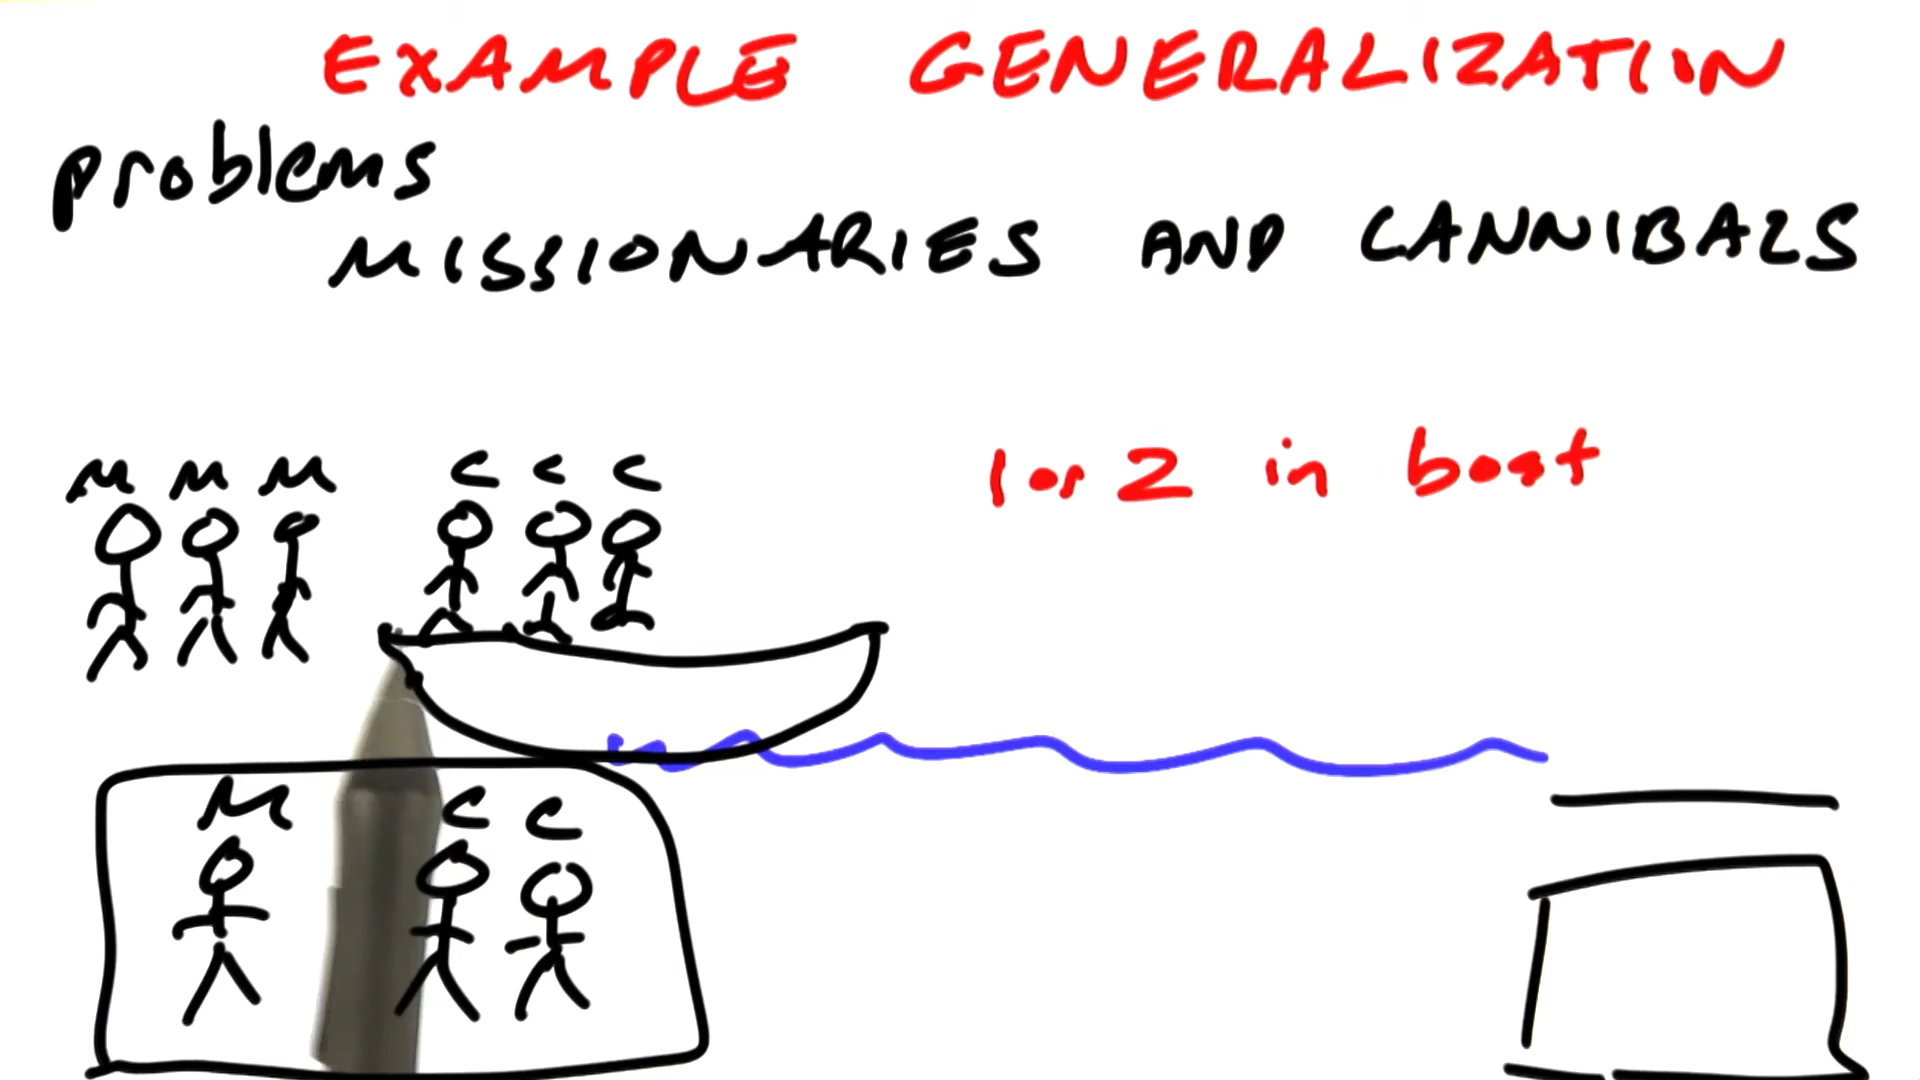 EXAMPLE GENERALIZATION
problems
MISSIONARIES AND CANNIBALS
M M M C C C
1 or 2 in boat
M C C